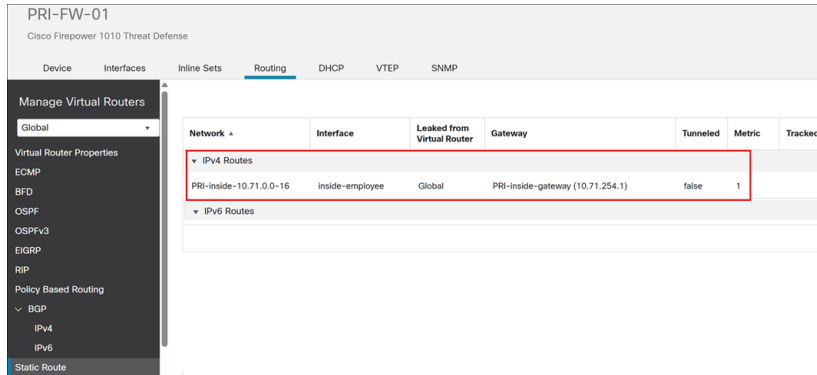 PRI-FW-01
Cisco Firepower 1010 Threat Defense
Device Interfaces Inline Sets Routing DHCP VTEP SNMP
Manage Virtual Routers
Global
Virtual Router Properties
ECMP
BFD
OSPF
OSPFv3
EIGRP
RIP
Policy Based Routing
BGP
IPv4
IPv6
Static Route
Network Interface Leaked from Virtual Router Gateway Tunneled Metric Tracked
IPv4 Routes
PRI-inside-10.71.0.0-16 inside-employee Global PRI-inside-gateway (10.71.254.1) false 1
IPv6 Routes